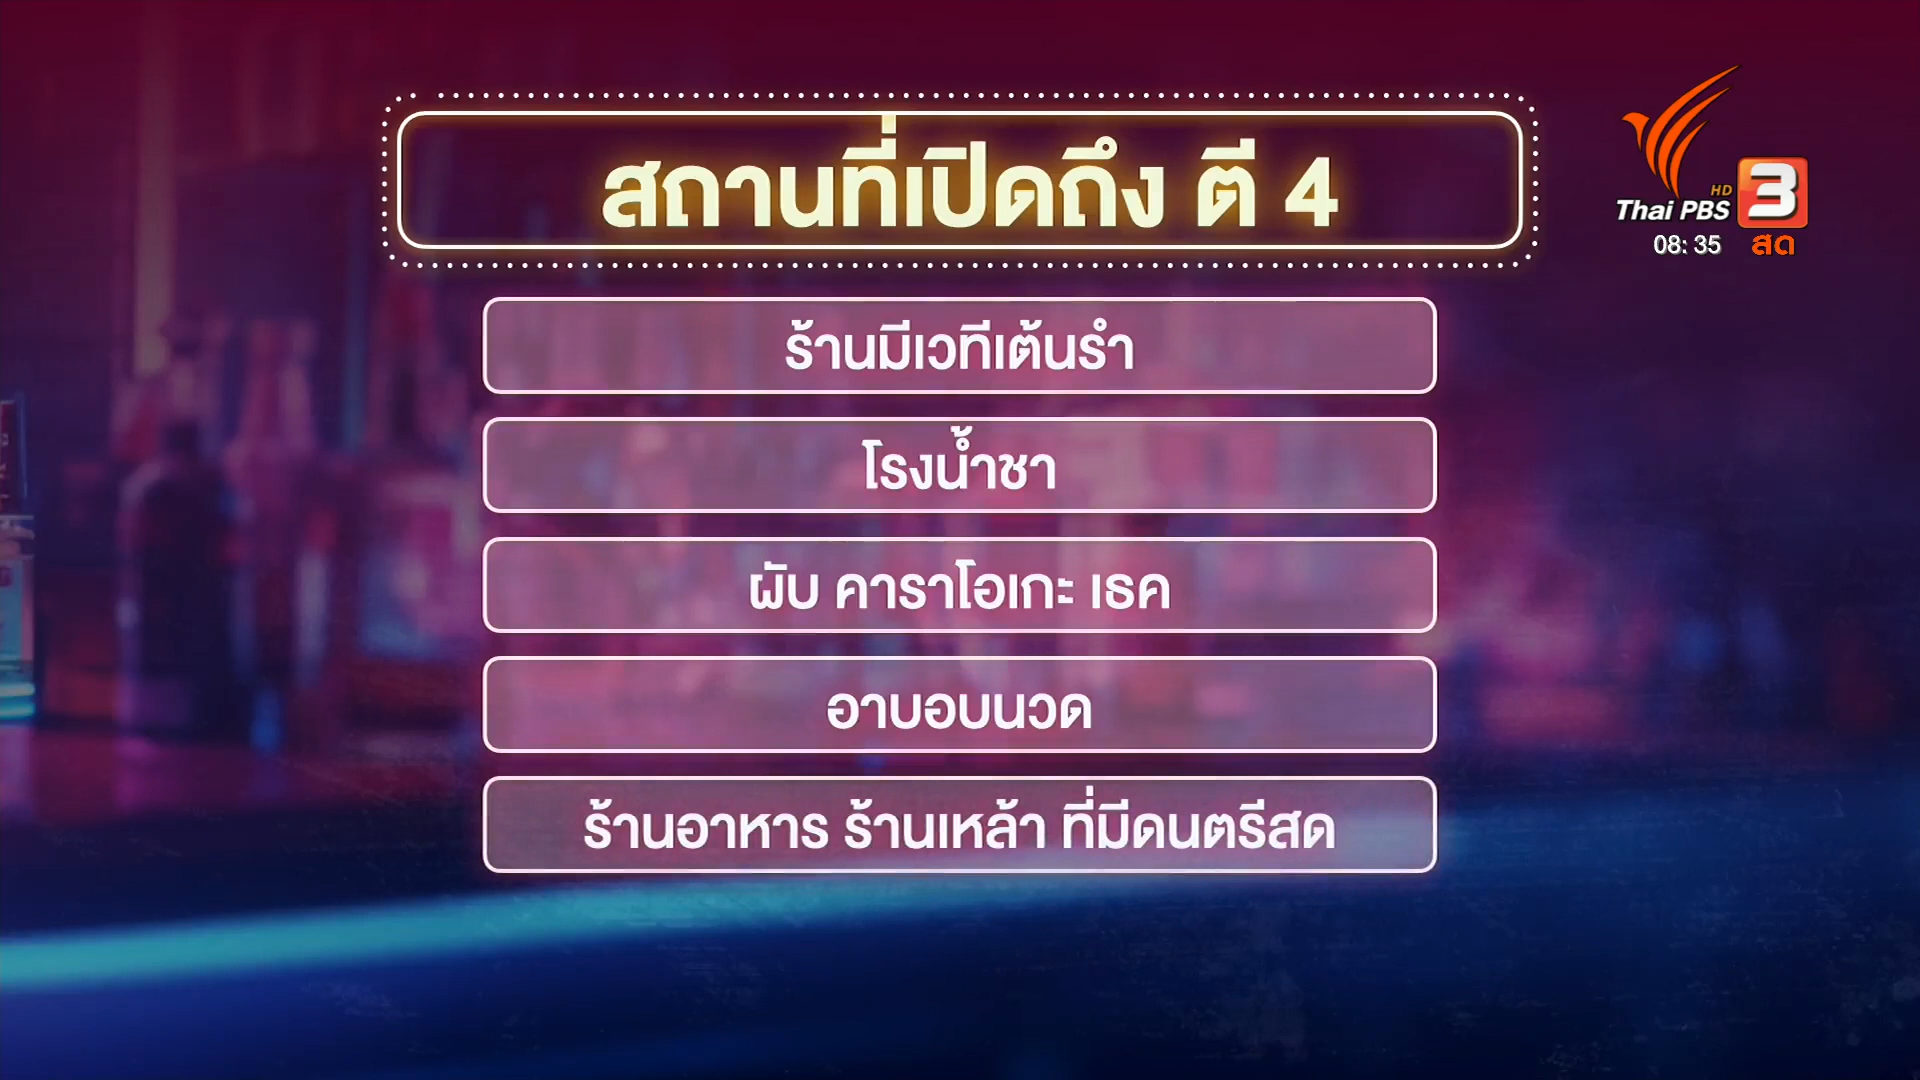 สถานที่เปิดถึง ตี 4
HD
Thai PBS 3
08: 35 สด
ร้านมีเวทีเต้นรำ
โรงน้ำชา
ผับ คาราโอเกะ เธค
อาบอบนวด
ร้านอาหาร ร้านเหล้า ที่มีดนตรีสด